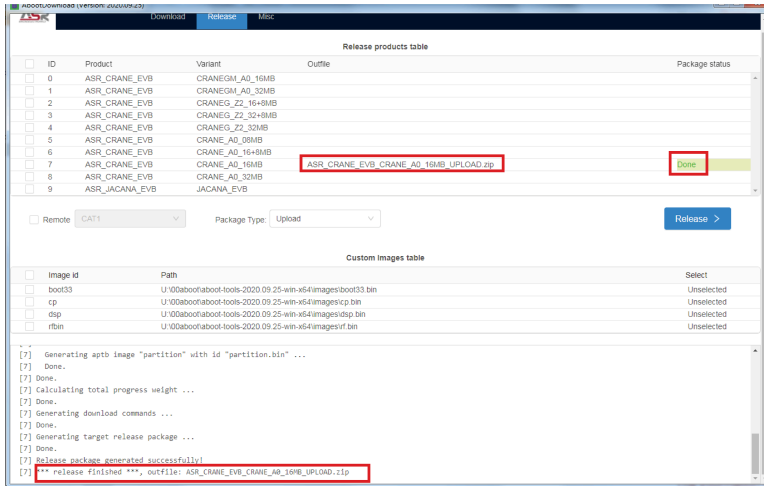 AbootDownload (Version: 2020.09.25)
ASR Download Release Misc
Release products table
ID Product Variant Outfile Package status
0 ASR_CRANE_EVB CRANEGM_A0_16MB
1 ASR_CRANE_EVB CRANEGM_A0_32MB
2 ASR_CRANE_EVB CRANEG_Z2_16+8MB
3 ASR_CRANE_EVB CRANEG_Z2_32+8MB
4 ASR_CRANE_EVB CRANEG_Z2_32MB
5 ASR_CRANE_EVB CRANE_A0_08MB
6 ASR_CRANE_EVB CRANE_A0_16+8MB
7 ASR_CRANE_EVB CRANE_A0_16MB ASR_CRANE_EVB_CRANE_A0_16MB_UPLOAD.zip Done
8 ASR_CRANE_EVB CRANE_A0_32MB
9 ASR_JACANA_EVB JACANA_EVB
Remote CAT1 Package Type: Upload Release >
Custom Images table
Image id Path Select
boot33 U:\00aboot\aboot-tools-2020.09.25-win-x64\images\boot33.bin Unselected
cp U:\00aboot\aboot-tools-2020.09.25-win-x64\images\cp.bin Unselected
dsp U:\00aboot\aboot-tools-2020.09.25-win-x64\images\dsp.bin Unselected
rfbin U:\00aboot\aboot-tools-2020.09.25-win-x64\images\rf.bin Unselected
[7] Generating aptb image "partition" with id "partition.bin" ...
[7] Done.
[7] Done.
[7] Calculating total progress weight ...
[7] Done.
[7] Generating download commands ...
[7] Done.
[7] Generating target release package ...
[7] Done.
[7] Release package generated successfully!
[7] *** release finished ***, outfile: ASR_CRANE_EVB_CRANE_A0_16MB_UPLOAD.zip